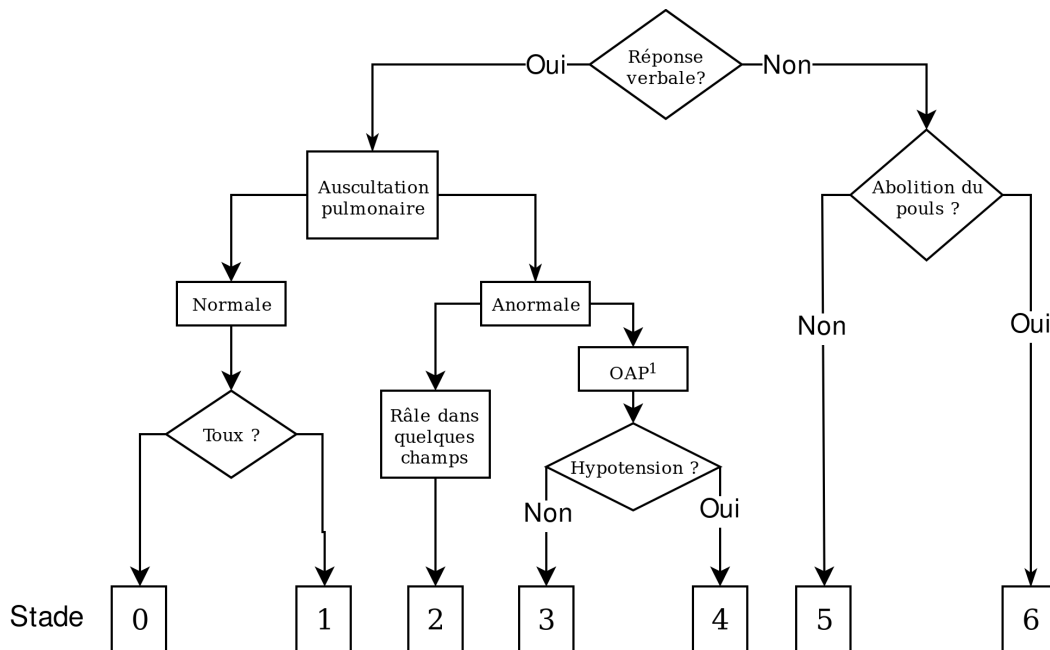 Réponse
verbale?
Oui
Non
Auscultation
pulmonaire
Abolition du
pouls ?
Normale
Anormale
Non
Oui
OAP¹
Toux ?
Râle dans
quelques
champs
Hypotension ?
Non
Oui
Stade
0
1
2
3
4
5
6